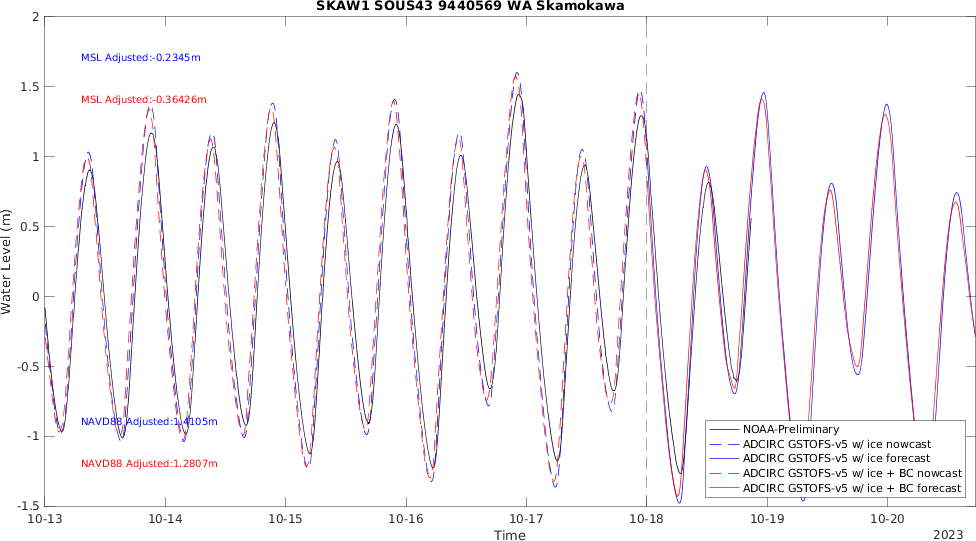 SKAW1 SOUS43 9440569 WA Skamokawa
2
1.5
1
0.5
0
-0.5
-1
-1.5
Water Level (m)
MSL Adjusted:-0.2345m
MSL Adjusted:-0.36426m
NAVD88 Adjusted:1.4105m
NAVD88 Adjusted:1.2807m
NOAA-Preliminary
ADCIRC GSTOFS-v5 w/ ice nowcast
ADCIRC GSTOFS-v5 w/ ice forecast
ADCIRC GSTOFS-v5 w/ ice + BC nowcast
ADCIRC GSTOFS-v5 w/ ice + BC forecast
10-13 10-14 10-15 10-16 10-17 10-18 10-19 10-20
Time
2023